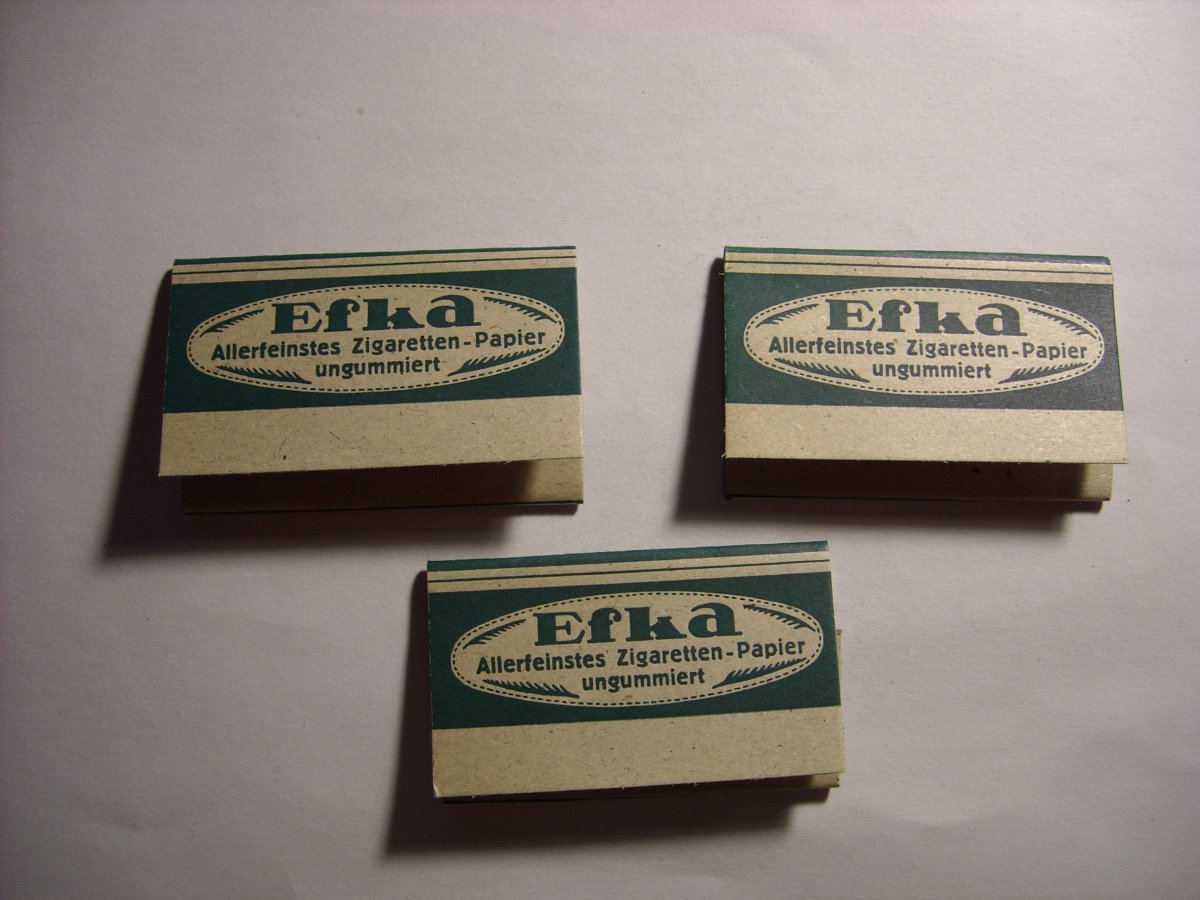 Efka
Allerfeinstes Zigaretten-Papier
ungummiert
Efka
Allerfeinstes Zigaretten-Papier
ungummiert
Efka
Allerfeinstes Zigaretten-Papier
ungummiert